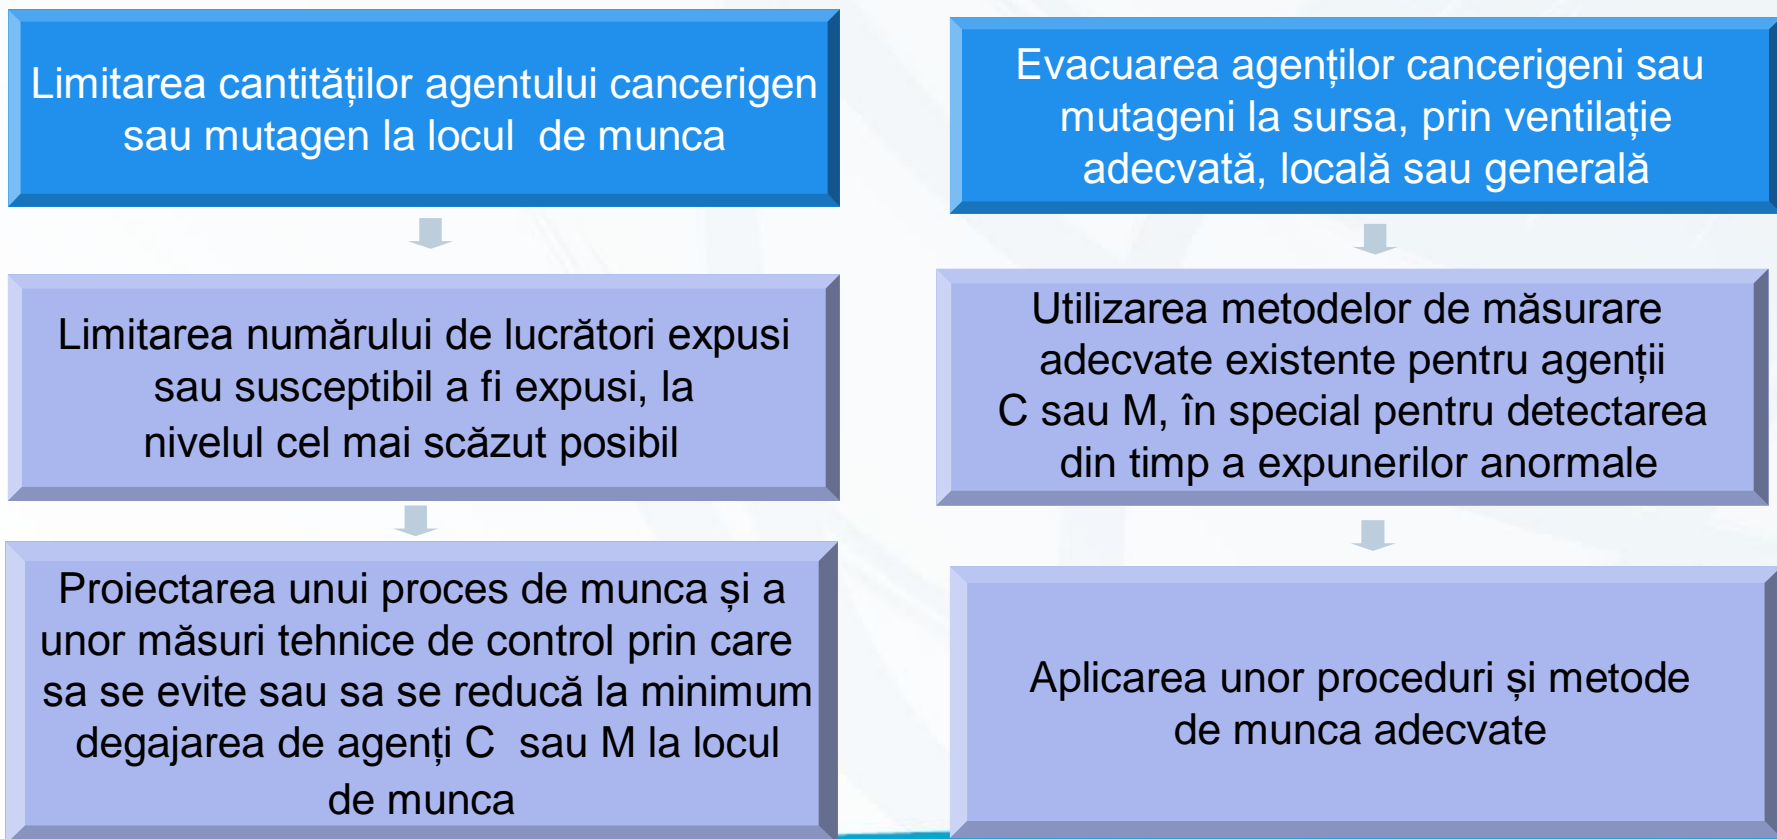 Limitarea cantităților agentului cancerigen
sau mutagen la locul de munca
Limitarea numărului de lucrători expusi
sau susceptibil a fi expusi, la
nivelul cel mai scăzut posibil
Proiectarea unui proces de munca și a
unor măsuri tehnice de control prin care
sa se evite sau sa se reducă la minimum
degajarea de agenți C sau M la locul
de munca
Evacuarea agenților cancerigeni sau
mutageni la sursa, prin ventilație
adecvată, locală sau generală
Utilizarea metodelor de măsurare
adecvate existente pentru agenții
C sau M, în special pentru detectarea
din timp a expunerilor anormale
Aplicarea unor proceduri și metode
de munca adecvate